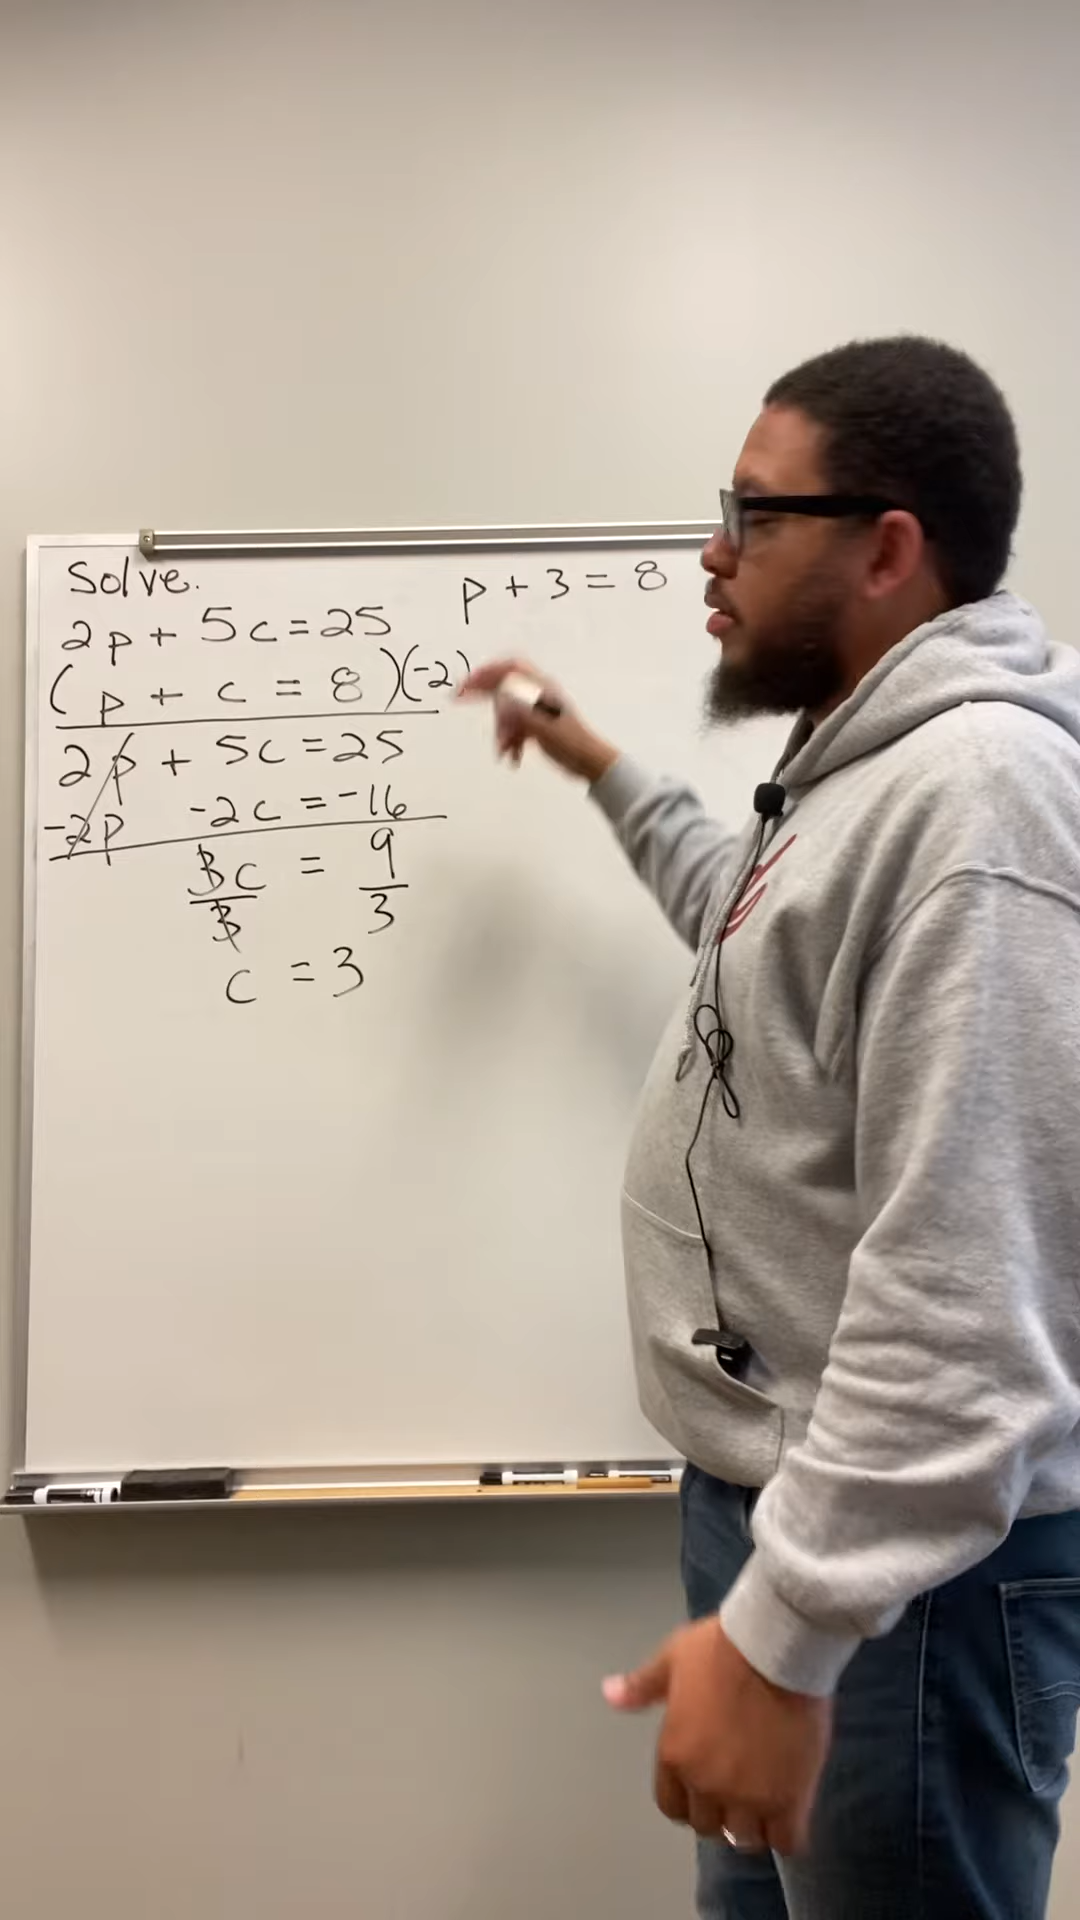 Solve.
2p + 5c = 25
( p + c = 8 )(-2)
2p + 5c = 25
-2p -2c = -16
3c = 9
3 3
c = 3
p + 3 = 8